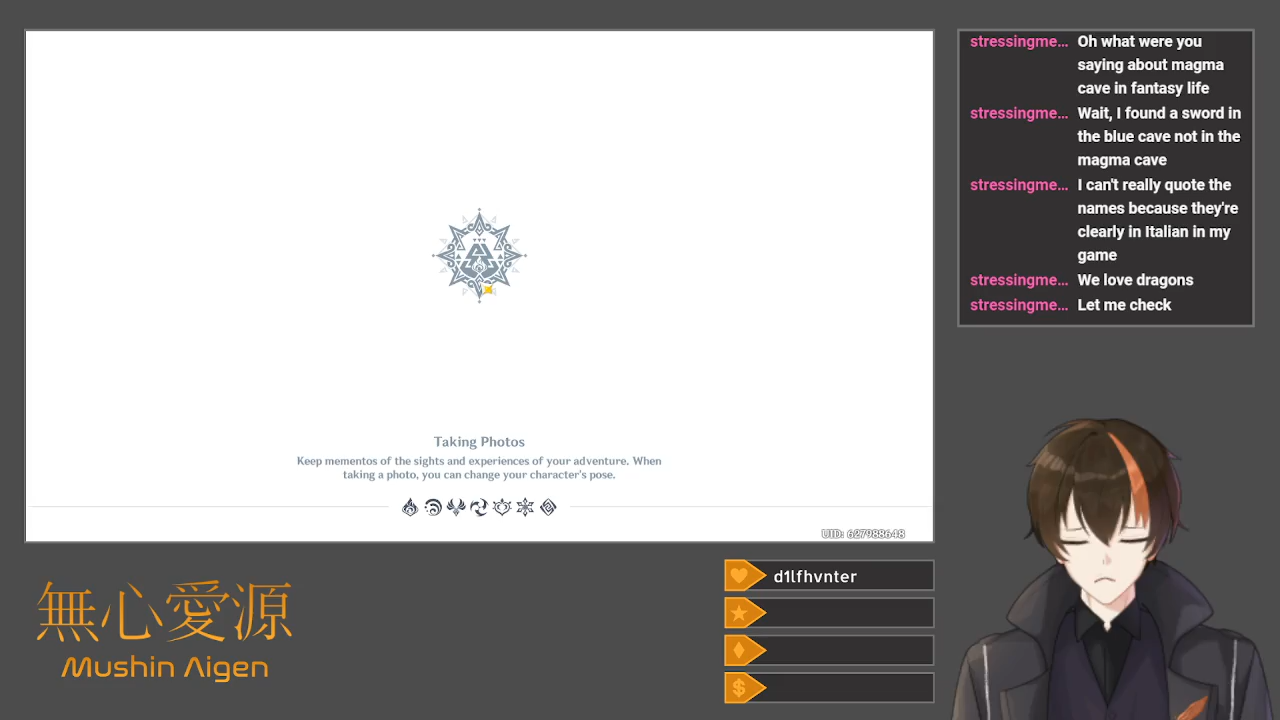 stressingme... Oh what were you
saying about magma
cave in fantasy life
stressingme... Wait, I found a sword in
the blue cave not in the
magma cave
stressingme... I can't really quote the
names because they're
clearly in Italian in my
game
stressingme... We love dragons
stressingme... Let me check
Taking Photos
Keep mementos of the sights and experiences of your adventure. When
taking a photo, you can change your character's pose.
UID: 627988648
d1lfhvnter
無心愛源
Mushin Aigen
$